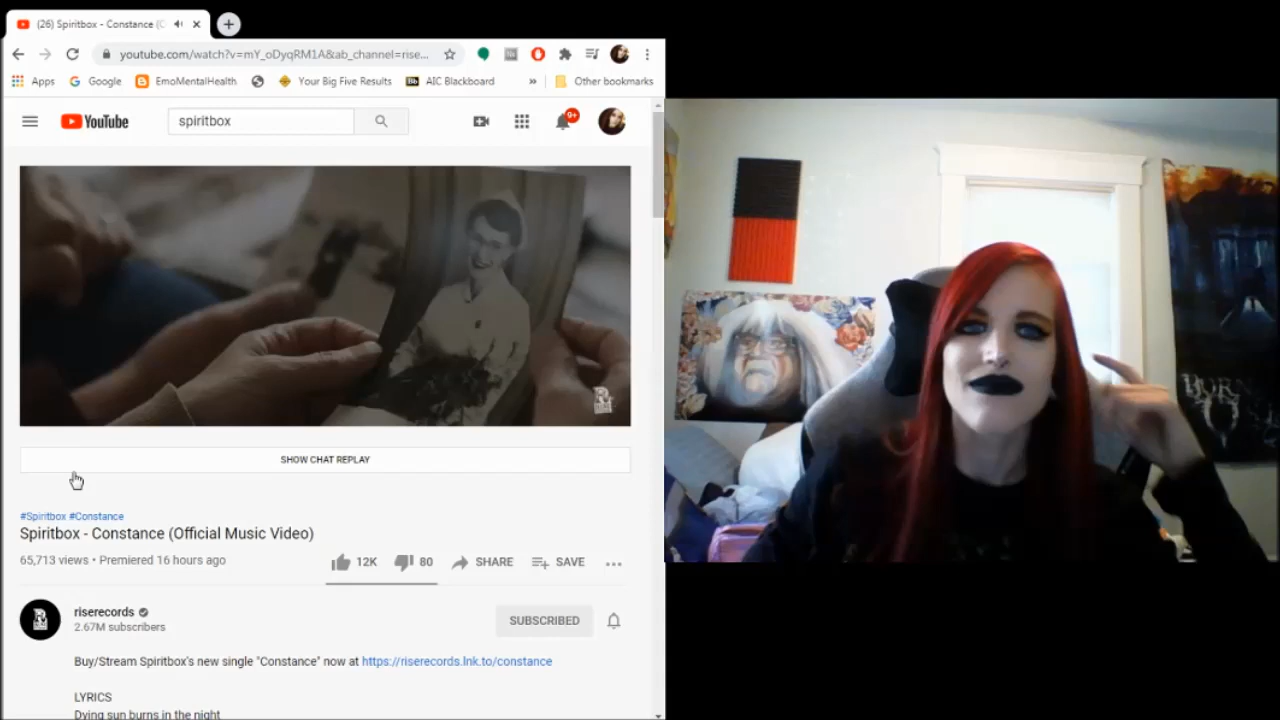 (26) Spiritbox - Constance (
youtube.com/watch?v=mY_oDyqRM1A&ab_channel=rise...
Apps
Google
EmoMentalHealth
Your Big Five Results
Bb
AIC Blackboard
»
Other bookmarks
YouTube
spiritbox
9+
SHOW CHAT REPLAY
#Spiritbox #Constance
Spiritbox - Constance (Official Music Video)
65,713 views • Premiered 16 hours ago
12K
80
SHARE
SAVE
riserecords
2.67M subscribers
SUBSCRIBED
Buy/Stream Spiritbox's new single "Constance" now at https://riserecords.lnk.to/constance
LYRICS
Dying sun burns in the night